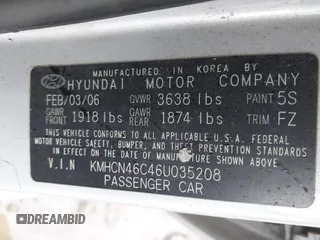 MANUFACTURED. IN. KOREA BY
HYUNDAI MOTOR COMPANY
FEB/03/06 GVWR 3638 lbs PAINT 5S
GAWR FRONT 1918 lbs GAWR REAR 1874 lbs TRIM FZ
THIS VEHICLE CONFORMS TO ALL APPLICABLE U.S.A. FEDERAL
MOTOR VEHICLE SAFETY, BUMPER, AND THEFT PREVENTION STANDARDS
IN EFFECT ON THE DATE OF MANUFACTURE SHOWN ABOVE.
V.I.N KMHCN46C46U035208
PASSENGER CAR
DEALERSHIP.CC